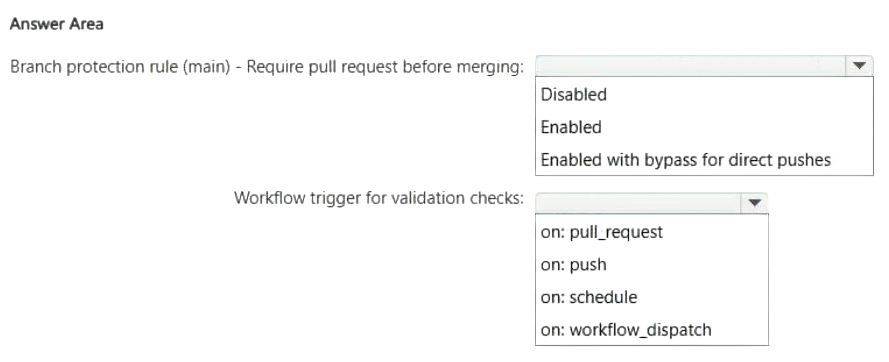 Answer Area
Branch protection rule (main) - Require pull request before merging:
Disabled
Enabled
Enabled with bypass for direct pushes
Workflow trigger for validation checks:
on: pull_request
on: push
on: schedule
on: workflow_dispatch